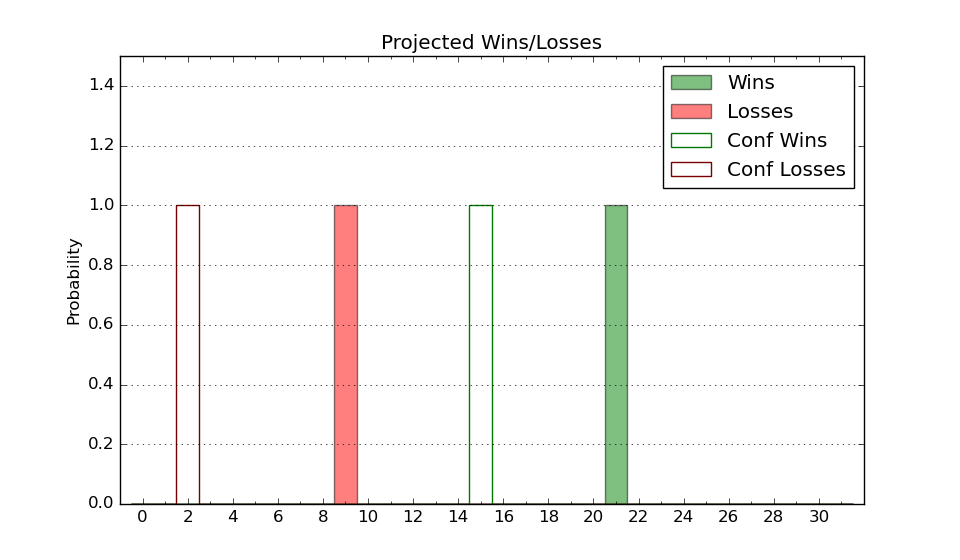 Projected Wins/Losses
1.4
1.2
1.0
0.8
0.6
0.4
0.2
0.0
Probability
Wins
Losses
Conf Wins
Conf Losses
0 2 4 6 8 10 12 14 16 18 20 22 24 26 28 30